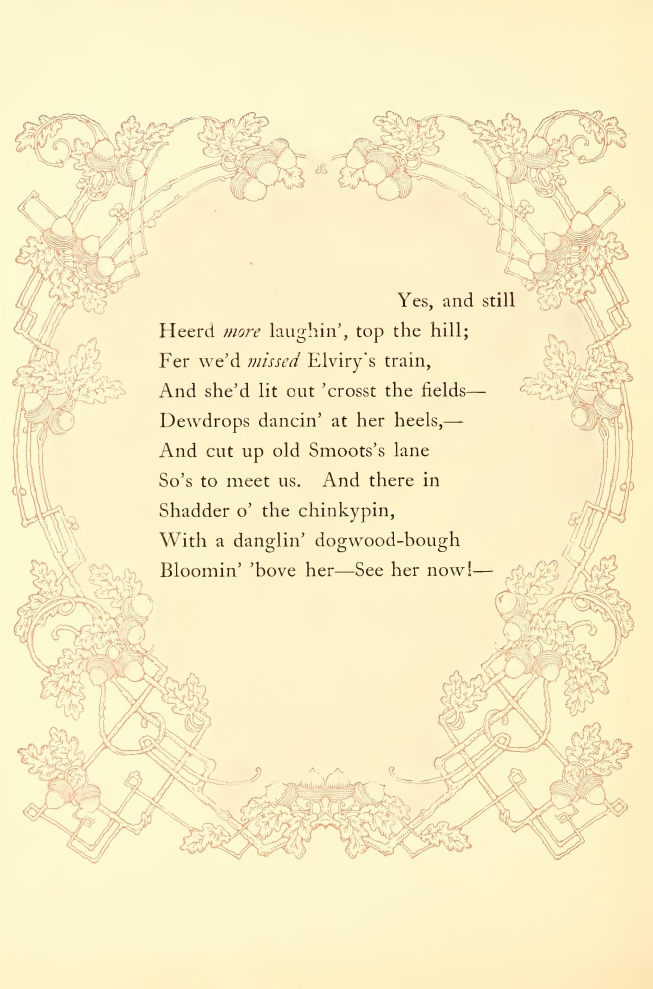 Yes, and still
Heerd more laughin', top the hill;
Fer we'd missed Elviry's train,
And she'd lit out 'crosst the fields—
Dewdrops dancin' at her heels,—
And cut up old Smoots's lane
So's to meet us. And there in
Shadder o' the chinkypin,
With a danglin' dogwood-bough
Bloomin' 'bove her—See her now!—